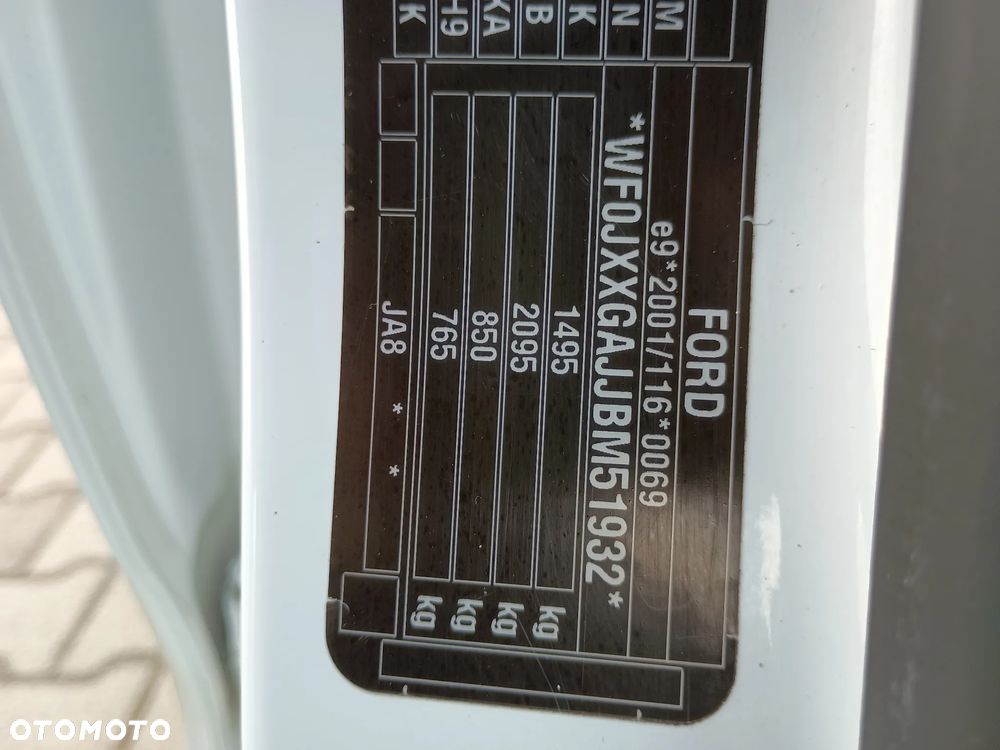 FORD
e9*2001/116*0069
*WF0JXXGAJJBM51932*
1495 kg
2095 kg
850 kg
765 kg
JA8 * *
M
N
K
B
KA
H9
K
OTOMOTO